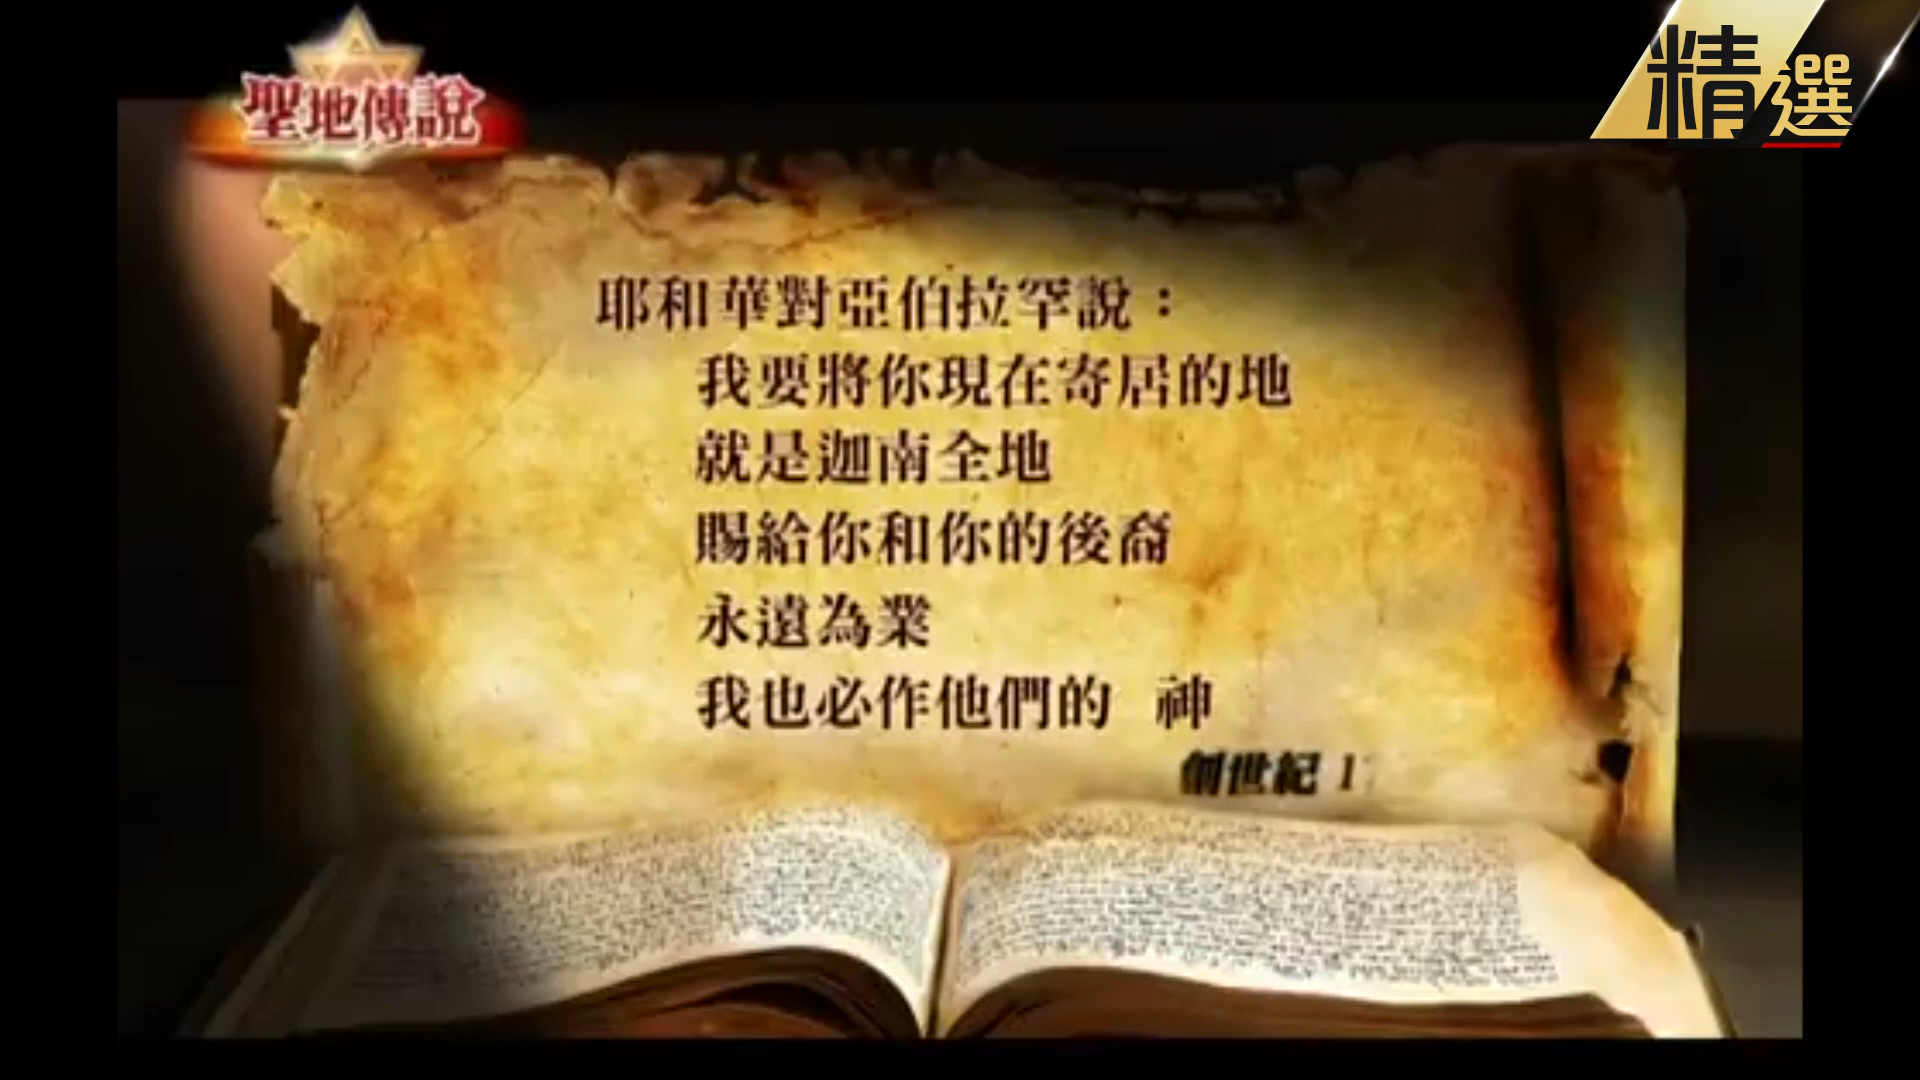 聖地傳說
精選
耶和華對亞伯拉罕說：
我要將你現在寄居的地
就是迦南全地
賜給你和你的後裔
永遠為業
我也必作他們的 神
創世紀 17